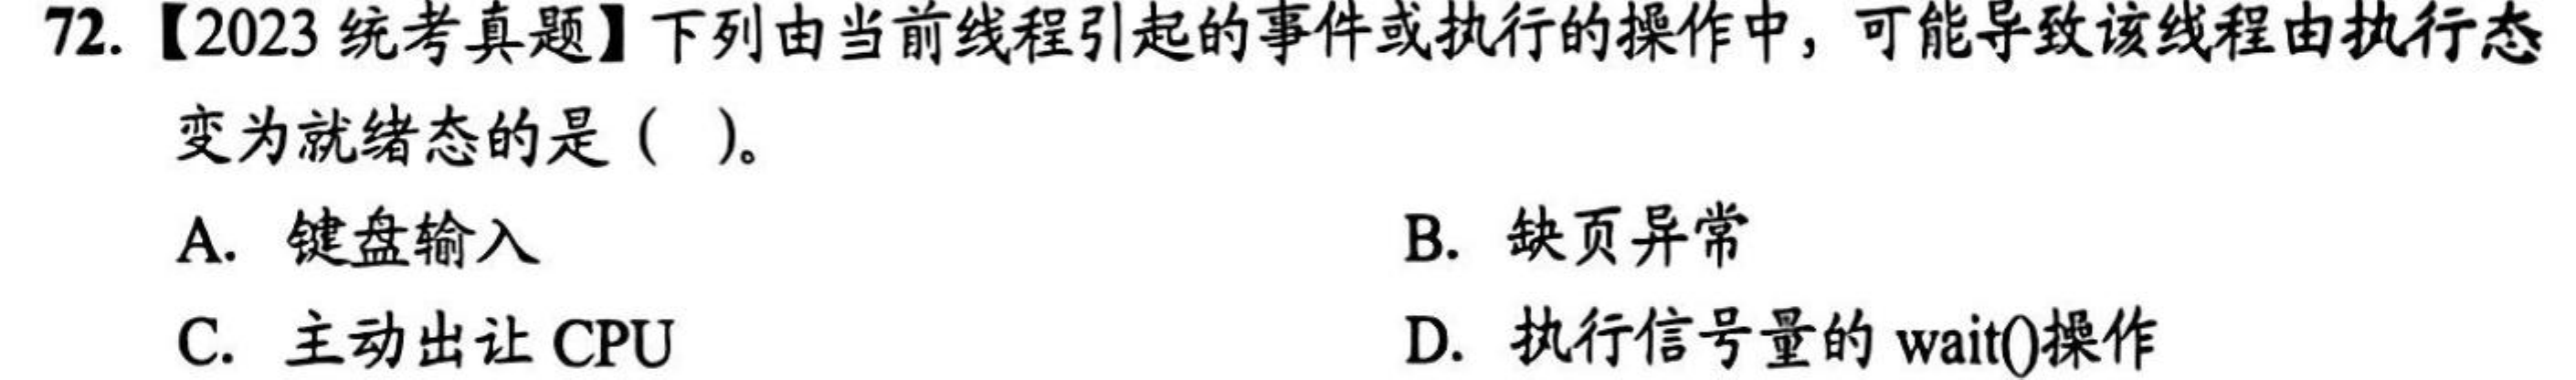 72.【2023 统考真题】下列由当前线程引起的事件或执行的操作中，可能导致该线程由执行态
变为就绪态的是（ ）。
A. 键盘输入 B. 缺页异常
C. 主动出让 CPU D. 执行信号量的 wait()操作